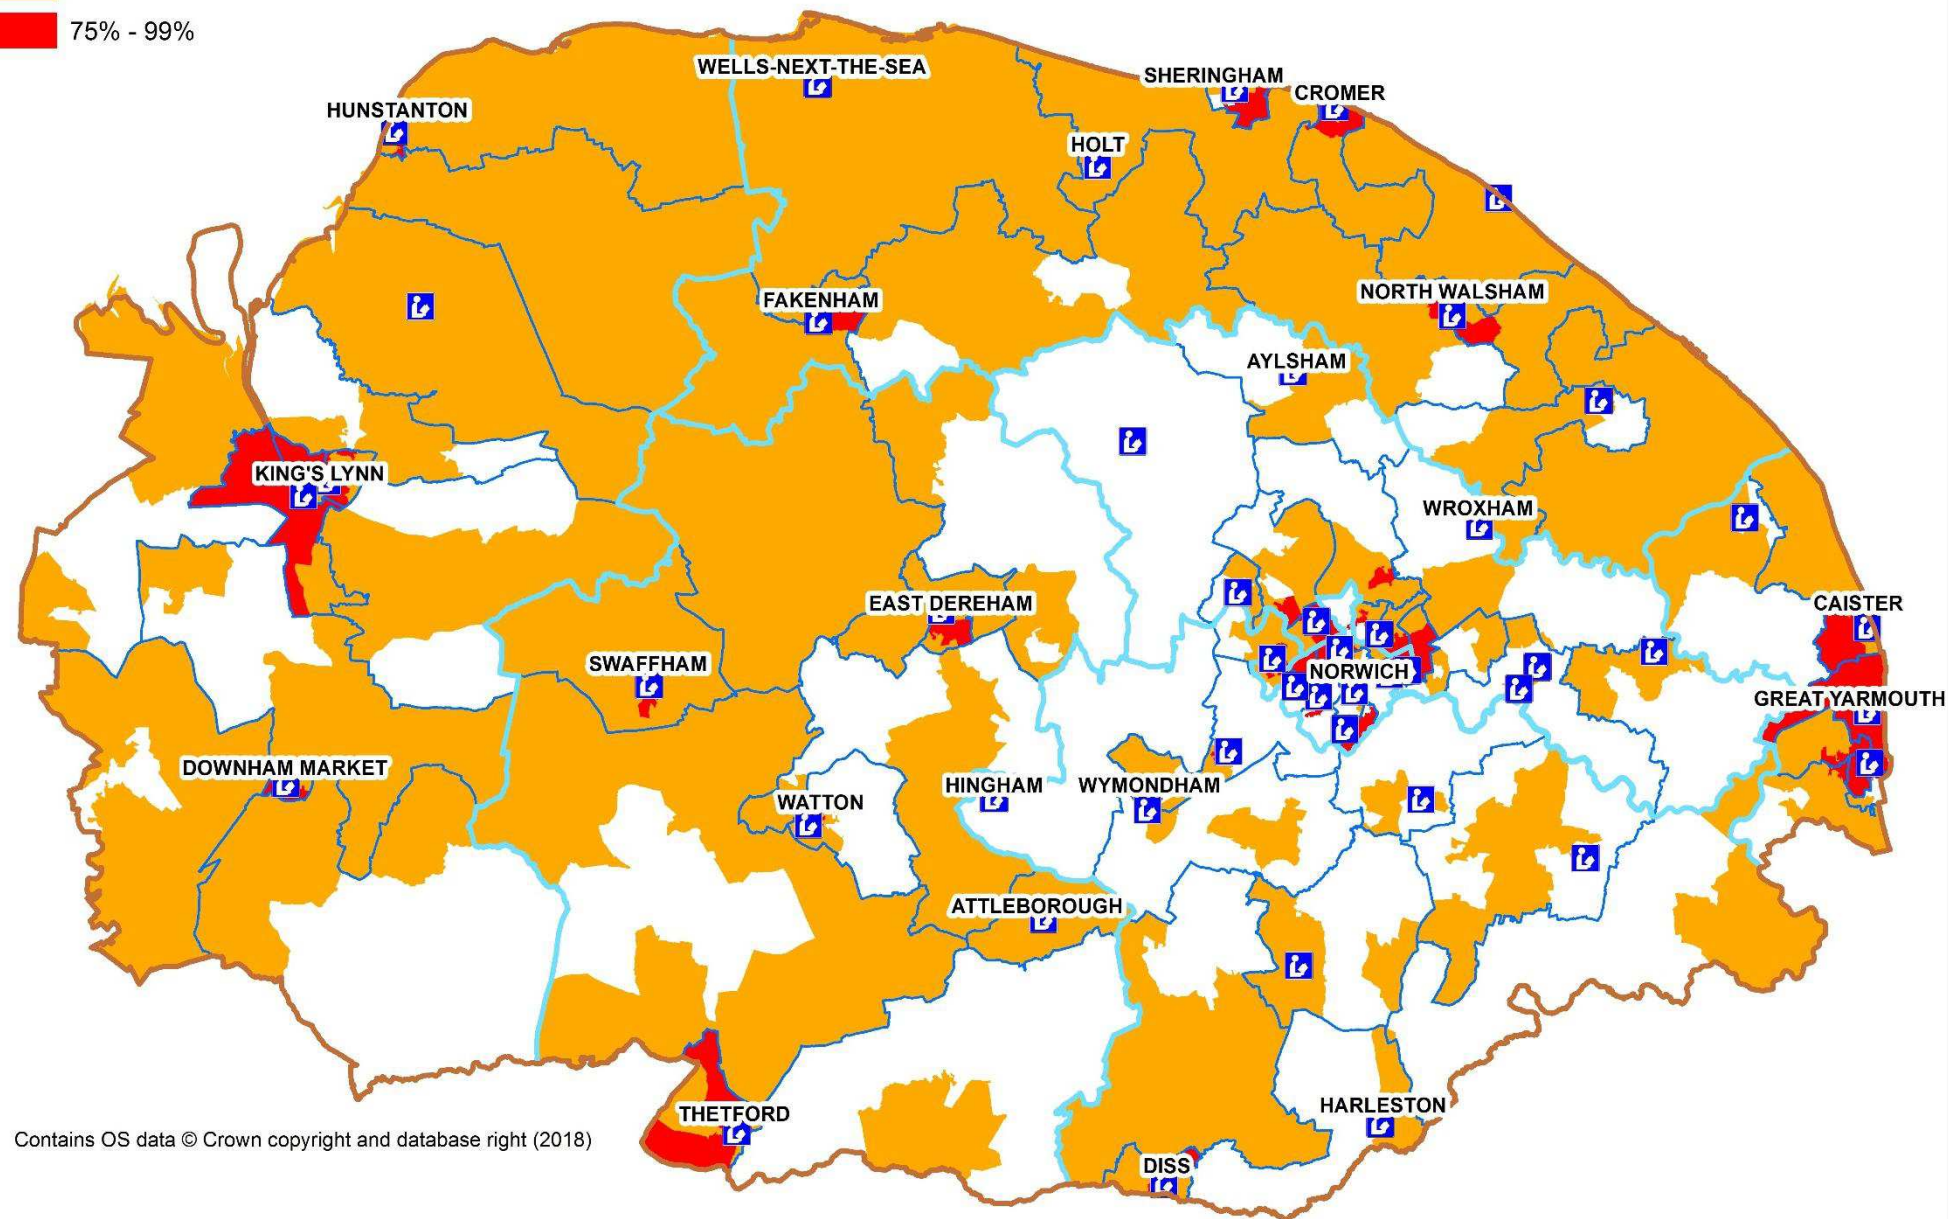 75% - 99%
WELLS-NEXT-THE-SEA
SHERINGHAM
CROMER
HUNSTANTON
HOLT
FAKENHAM
NORTH WALSHAM
AYLSHAM
KING'S LYNN
WROXHAM
EAST DEREHAM
CAISTER
SWAFFHAM
NORWICH
GREAT YARMOUTH
DOWNHAM MARKET
HINGHAM
WYMONDHAM
WATTON
ATTLEBOROUGH
THETFORD
HARLESTON
Contains OS data © Crown copyright and database right (2018)
DISS